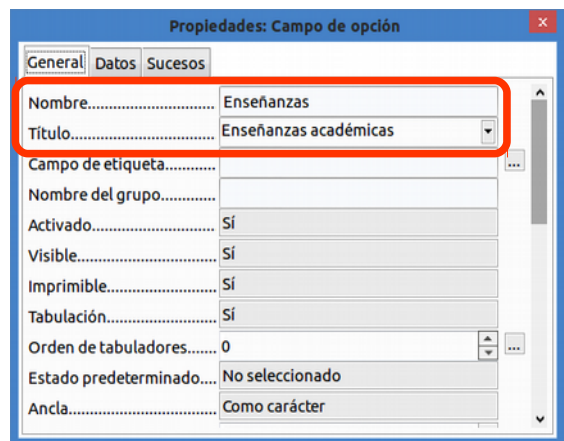 Propiedades: Campo de opción
General Datos Sucesos
Nombre.............................. Enseñanzas
Título.................................. Enseñanzas académicas
Campo de etiqueta............ ...
Nombre del grupo.............
Activado............................. Sí
Visible................................. Sí
Imprimible.......................... Sí
Tabulación.......................... Sí
Orden de tabuladores....... 0 ...
Estado predeterminado.... No seleccionado
Ancla................................... Como carácter